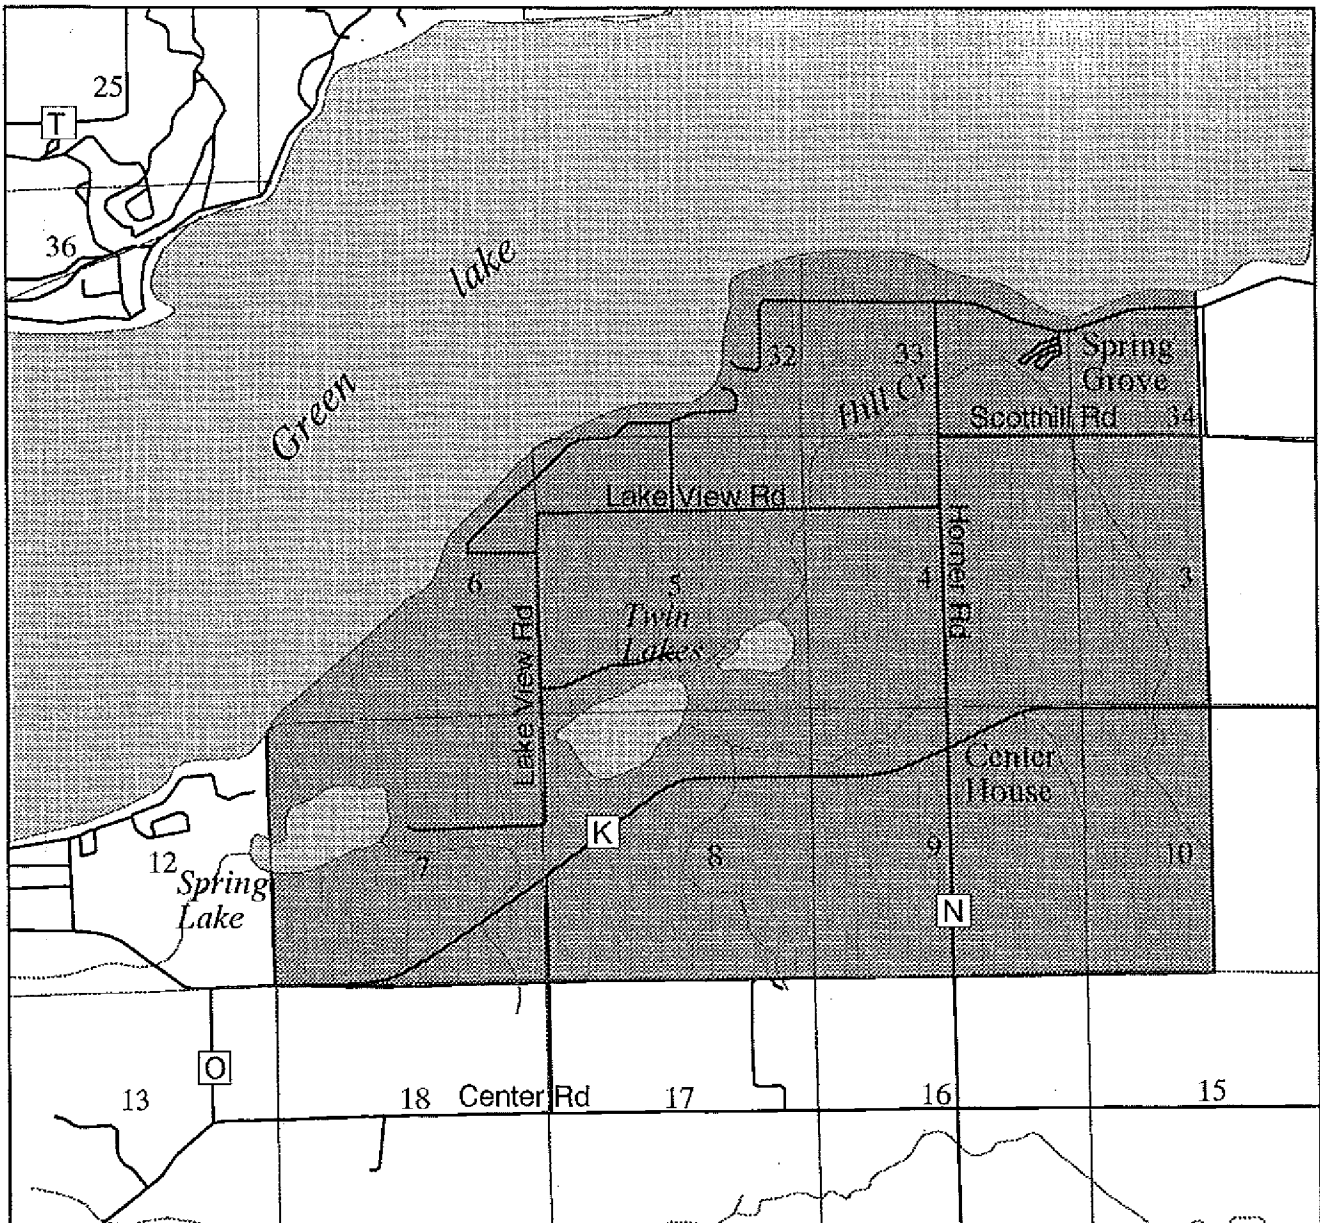 25
T
36
lake
Green
32
33
Spring
Grove
Hill Cr.
Scotthill Rd
34
Lake View Rd
Horner Rd
6
5
4
3
Twin
Lakes
Lake View Rd
Center
House
K
12
7
8
9
10
Spring
Lake
N
O
13
18
Center Rd
17
16
15